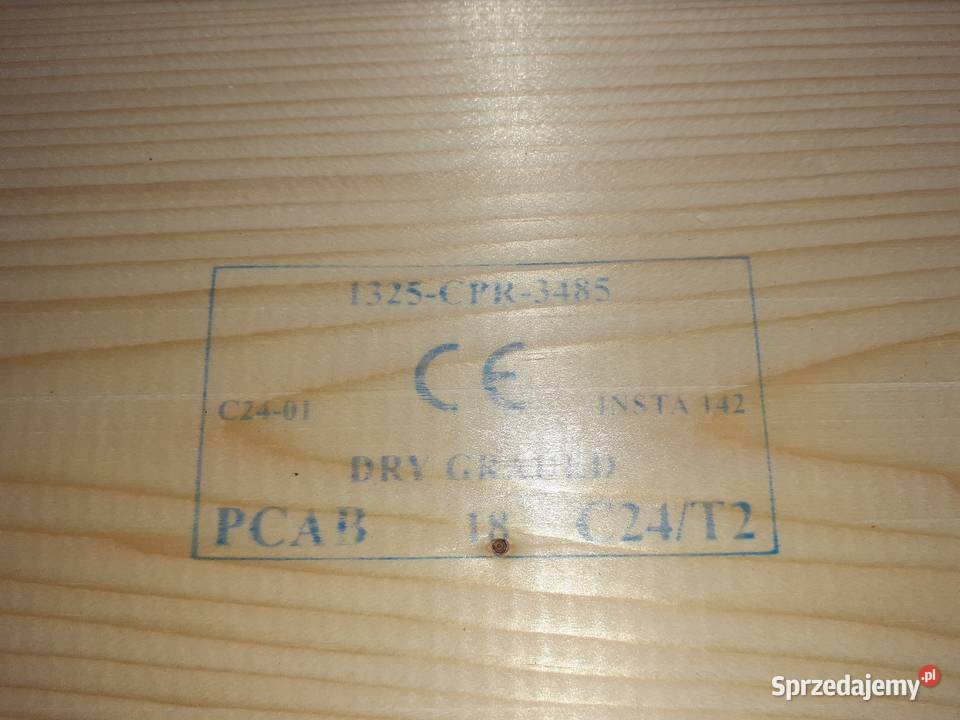 1325-CPR-3485
CE
C24-01 INSTA 142
DRY GRADED
PCAB 18 C24/T2
Sprzedajemy.pl